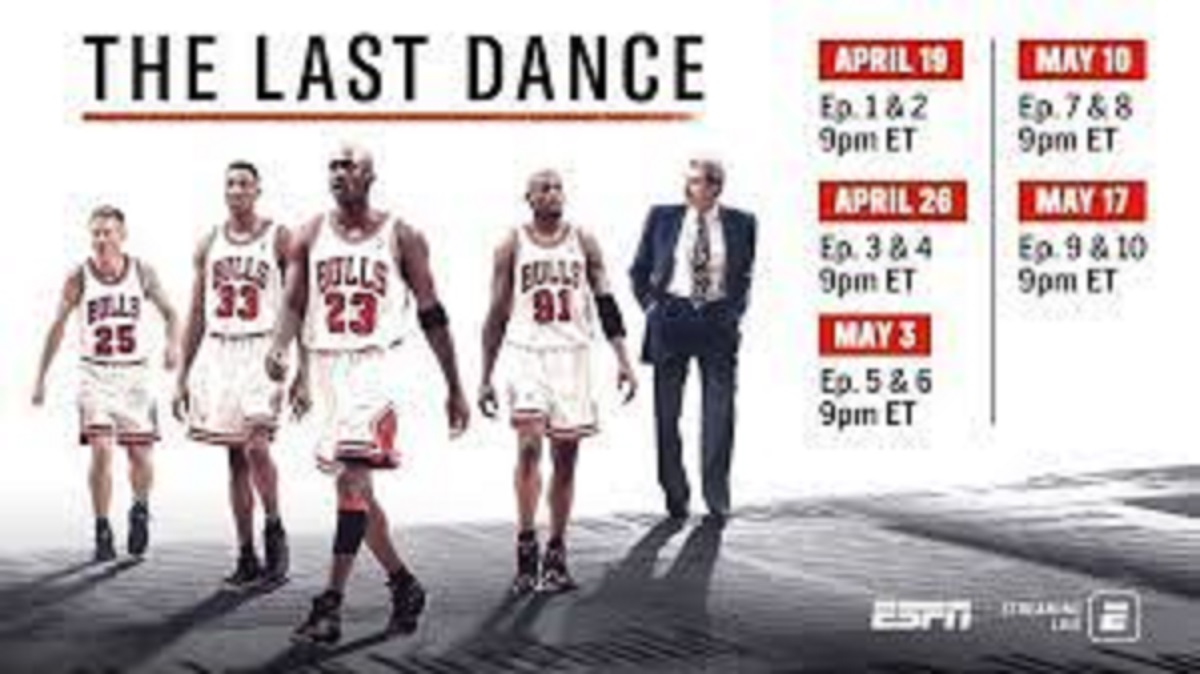 THE LAST DANCE
BULLS
25
BULLS
33
BULLS
23
BULLS
91
APRIL 19
Ep. 1 & 2
9pm ET
APRIL 26
Ep. 3 & 4
9pm ET
MAY 3
Ep. 5 & 6
9pm ET
MAY 10
Ep. 7 & 8
9pm ET
MAY 17
Ep. 9 & 10
9pm ET
ESPN
STREAMING
LIVE
E